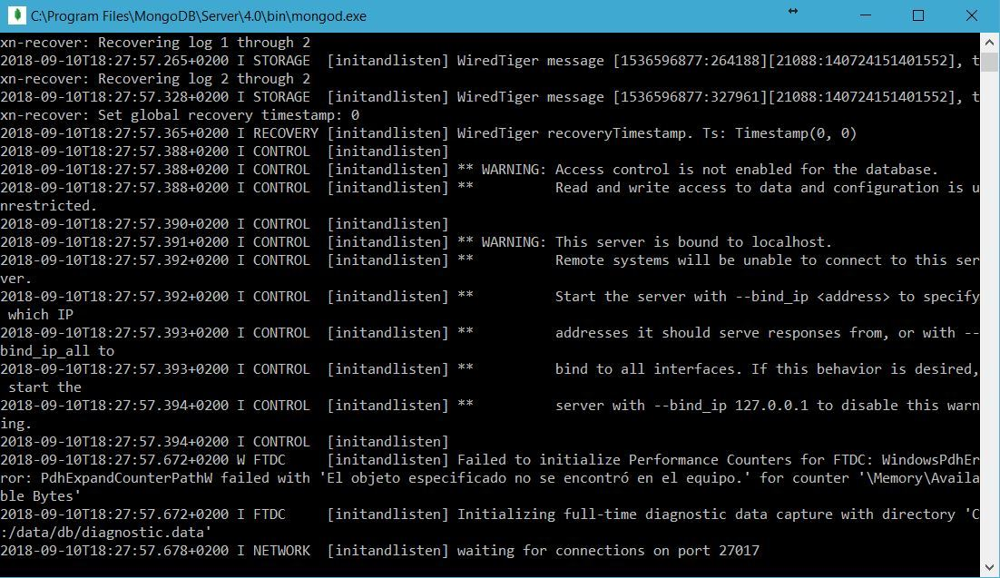 C:\Program Files\MongoDB\Server\4.0\bin\mongod.exe
xn-recover: Recovering log 1 through 2
2018-09-10T18:27:57.265+0200 I STORAGE  [initandlisten] WiredTiger message [1536596877:264188][21088:140724151401552], t
xn-recover: Recovering log 2 through 2
2018-09-10T18:27:57.328+0200 I STORAGE  [initandlisten] WiredTiger message [1536596877:327961][21088:140724151401552], t
xn-recover: Set global recovery timestamp: 0
2018-09-10T18:27:57.365+0200 I RECOVERY [initandlisten] WiredTiger recoveryTimestamp. Ts: Timestamp(0, 0)
2018-09-10T18:27:57.388+0200 I CONTROL  [initandlisten]
2018-09-10T18:27:57.388+0200 I CONTROL  [initandlisten] ** WARNING: Access control is not enabled for the database.
2018-09-10T18:27:57.388+0200 I CONTROL  [initandlisten] **          Read and write access to data and configuration is u
nrestricted.
2018-09-10T18:27:57.390+0200 I CONTROL  [initandlisten]
2018-09-10T18:27:57.391+0200 I CONTROL  [initandlisten] ** WARNING: This server is bound to localhost.
2018-09-10T18:27:57.392+0200 I CONTROL  [initandlisten] **          Remote systems will be unable to connect to this ser
ver.
2018-09-10T18:27:57.392+0200 I CONTROL  [initandlisten] **          Start the server with --bind_ip <address> to specify
 which IP
2018-09-10T18:27:57.393+0200 I CONTROL  [initandlisten] **          addresses it should serve responses from, or with --
bind_ip_all to
2018-09-10T18:27:57.393+0200 I CONTROL  [initandlisten] **          bind to all interfaces. If this behavior is desired,
 start the
2018-09-10T18:27:57.394+0200 I CONTROL  [initandlisten] **          server with --bind_ip 127.0.0.1 to disable this warn
ing.
2018-09-10T18:27:57.394+0200 I CONTROL  [initandlisten]
2018-09-10T18:27:57.672+0200 W FTDC     [initandlisten] Failed to initialize Performance Counters for FTDC: WindowsPdhEr
ror: PdhExpandCounterPathW failed with 'El objeto especificado no se encontró en el equipo.' for counter '\Memory\Availa
ble Bytes'
2018-09-10T18:27:57.672+0200 I FTDC     [initandlisten] Initializing full-time diagnostic data capture with directory 'C
:/data/db/diagnostic.data'
2018-09-10T18:27:57.678+0200 I NETWORK  [initandlisten] waiting for connections on port 27017